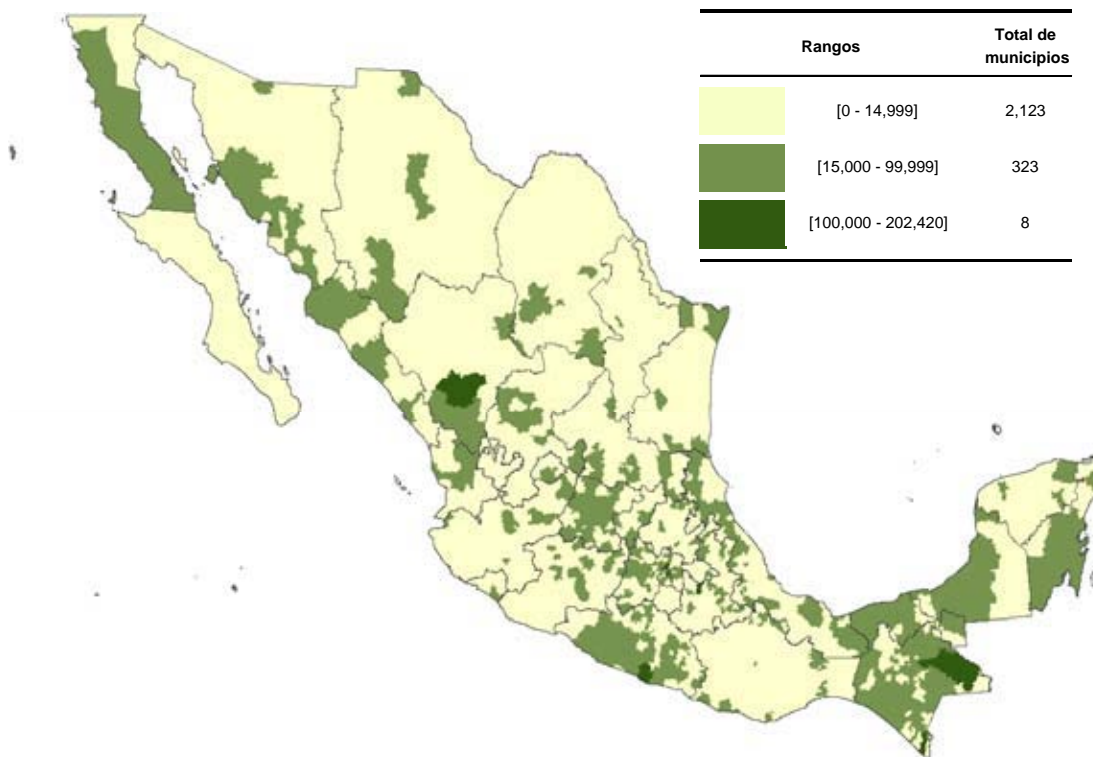 Rangos Total de
municipios
[0 - 14,999] 2,123
[15,000 - 99,999] 323
[100,000 - 202,420] 8